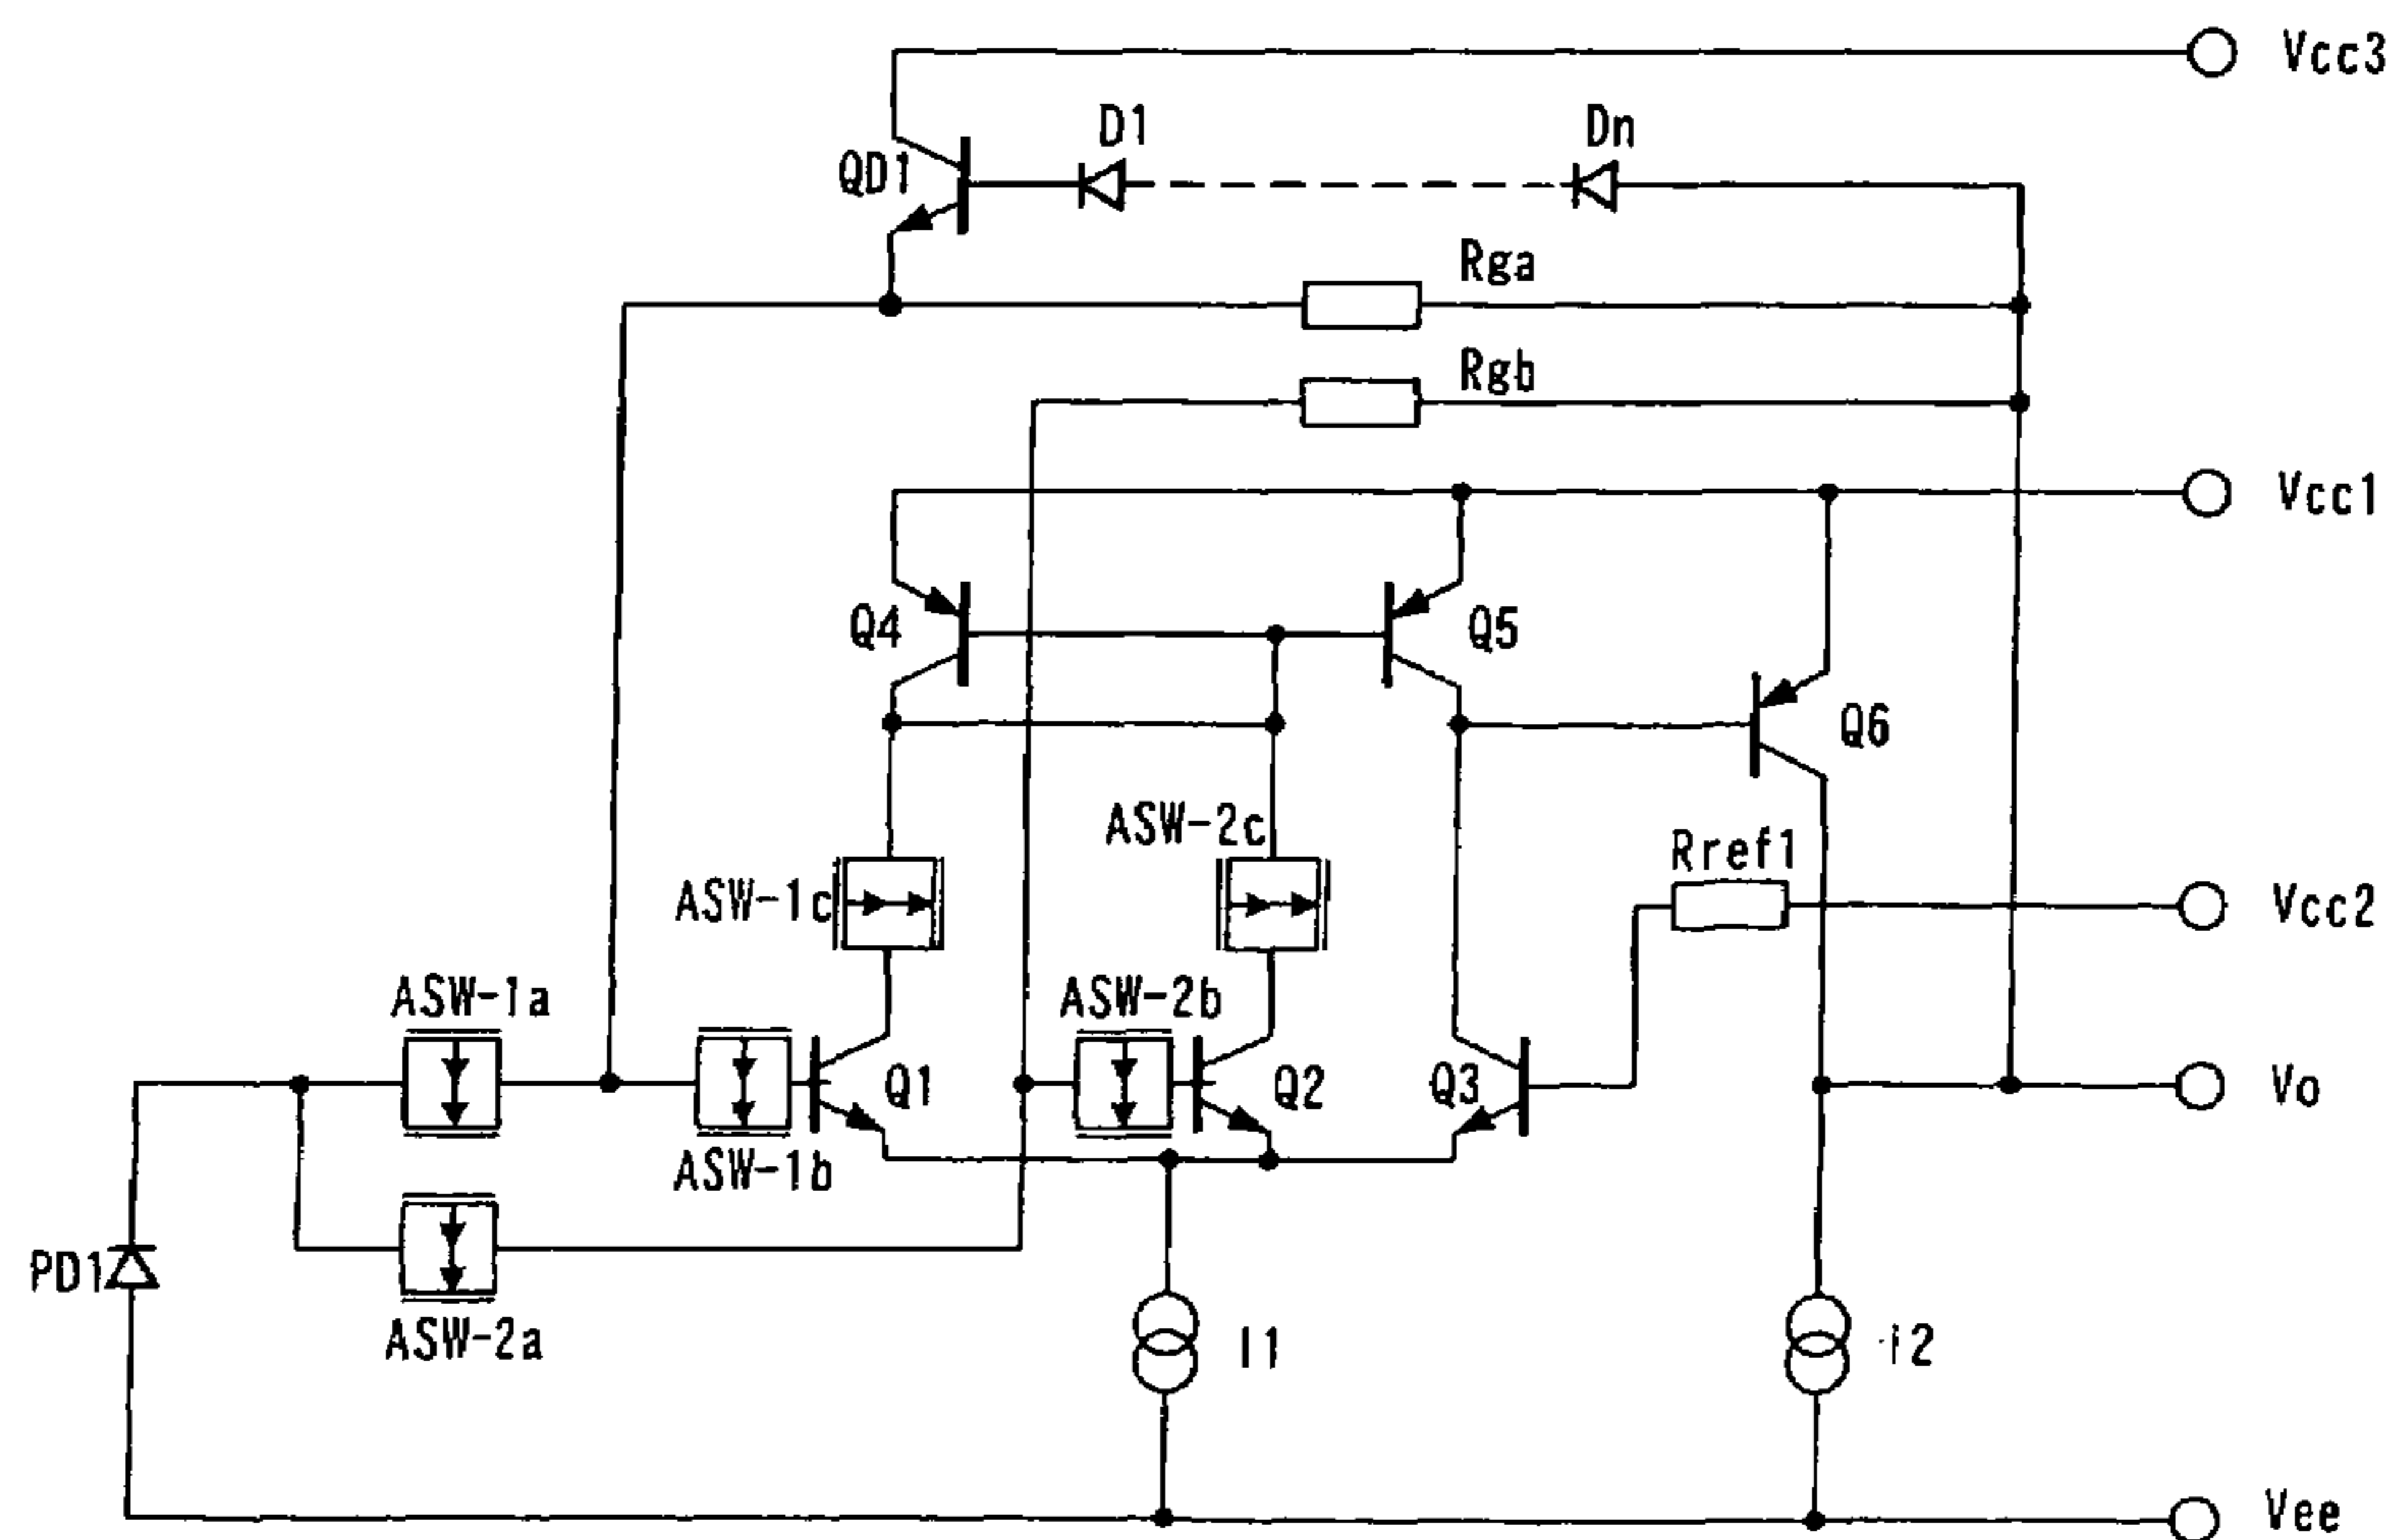 Vcc3
D1
Dn
QD1
Rga
Rgb
Vcc1
Q4
Q5
Q6
ASW-2c
Rref1
ASW-1c
Vcc2
ASW-1a
ASW-2b
Q1
Q2
Q3
Vo
ASW-1b
PD1
ASW-2a
I1
i2
Vee